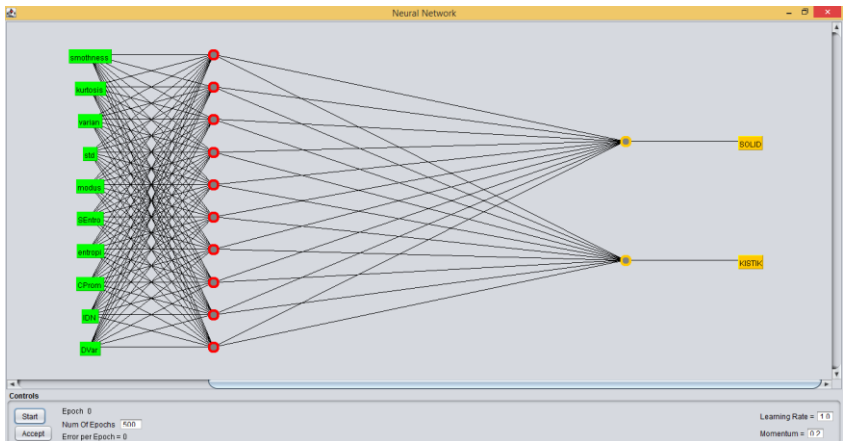 Neural Network
smothness
kurtosis
varian
std
modus
SEntro
entropi
CProm
IDN
DVar
SOLID
KISTIK
Controls
Start
Accept
Epoch 0
Num Of Epochs 500
Error per Epoch = 0
Learning Rate = 1.0
Momentum = 0.2